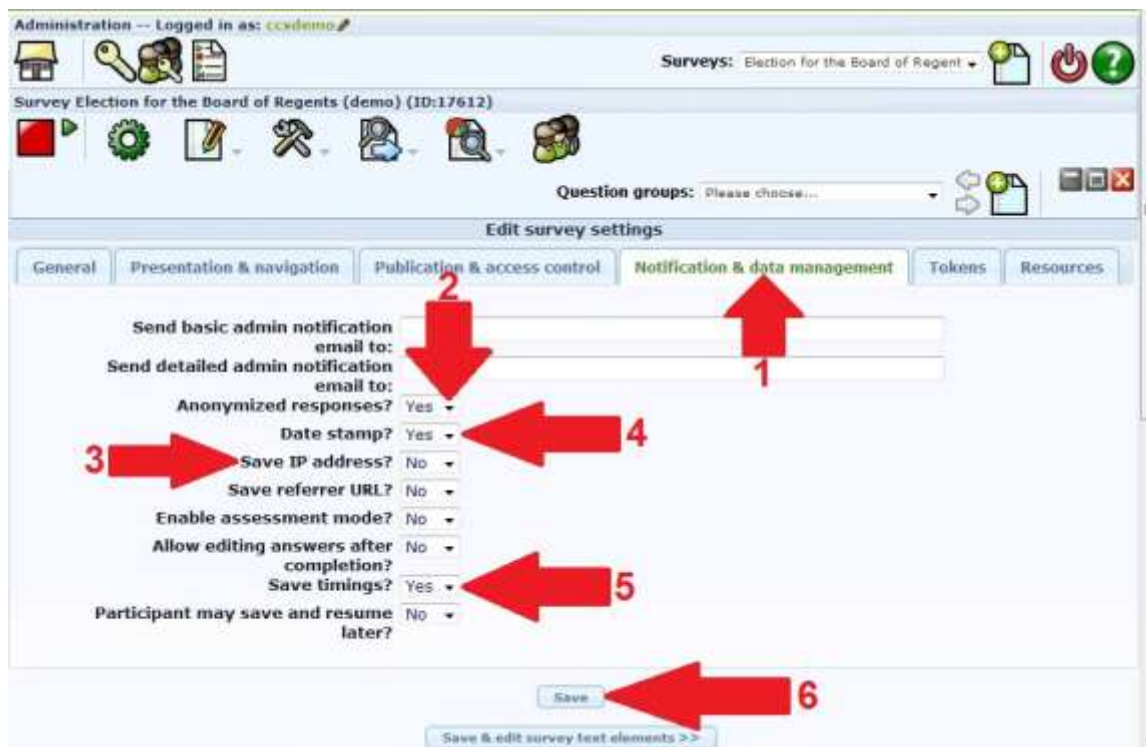 Administration -- Logged in as: ccxdemo
Surveys: Election for the Board of Regent
Survey Election for the Board of Regents (demo) (ID:17612)
Question groups: Please choose...
Edit survey settings
General Presentation & navigation Publication & access control Notification & data management Tokens Resources
2
1
Send basic admin notification
email to:
Send detailed admin notification
email to:
Anonymized responses? Yes
Date stamp? Yes 4
3 Save IP address? No
Save referrer URL? No
Enable assessment mode? No
Allow editing answers after No
completion?
Save timings? Yes 5
Participant may save and resume No
later?
Save 6
Save & edit survey text elements >>